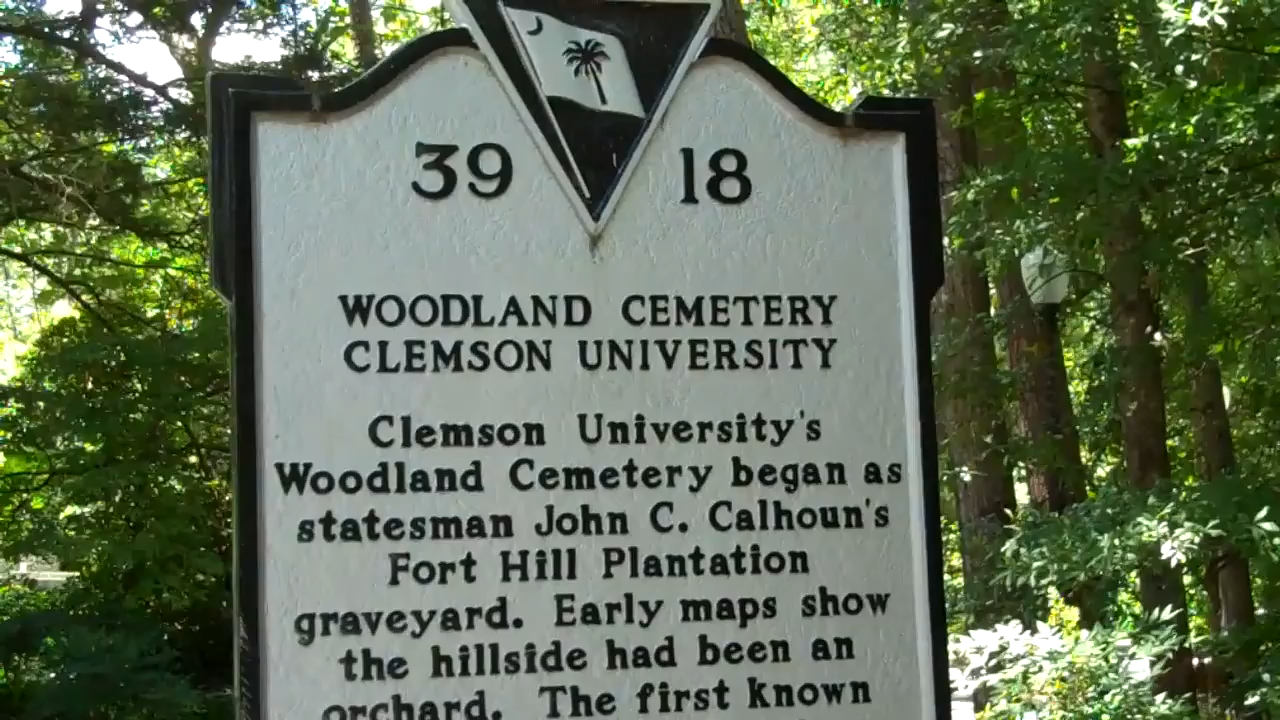 39 18
WOODLAND CEMETERY
CLEMSON UNIVERSITY
Clemson University's
Woodland Cemetery began as
statesman John C. Calhoun's
Fort Hill Plantation
graveyard. Early maps show
the hillside had been an
orchard. The first known